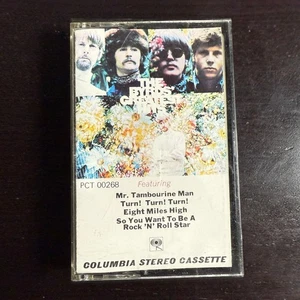 THE
BYRDS
GREATEST
HITS
PCT 00268
Featuring
Mr. Tambourine Man
Turn! Turn! Turn!
Eight Miles High
So You Want To Be A
Rock 'N' Roll Star
COLUMBIA STEREO CASSETTE